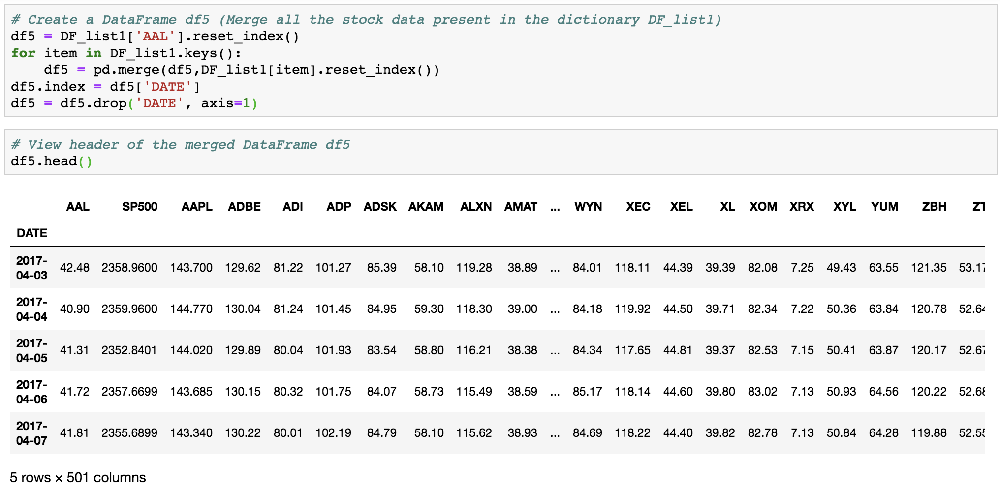 # Create a DataFrame df5 (Merge all the stock data present in the dictionary DF_list1)
df5 = DF_list1['AAL'].reset_index()
for item in DF_list1.keys():
    df5 = pd.merge(df5,DF_list1[item].reset_index())
df5.index = df5['DATE']
df5 = df5.drop('DATE', axis=1)
# View header of the merged DataFrame df5
df5.head()
AAL SP500 AAPL ADBE ADI ADP ADSK AKAM ALXN AMAT ... WYN XEC XEL XL XOM XRX XYL YUM ZBH ZT
DATE
2017-
04-03 42.48 2358.9600 143.700 129.62 81.22 101.27 85.39 58.10 119.28 38.89 ... 84.01 118.11 44.39 39.39 82.08 7.25 49.43 63.55 121.35 53.17
2017-
04-04 40.90 2359.9600 144.770 130.04 81.24 101.45 84.95 59.30 118.30 39.00 ... 84.18 119.92 44.50 39.71 82.34 7.22 50.36 63.84 120.78 52.64
2017-
04-05 41.31 2352.8401 144.020 129.89 80.04 101.93 83.54 58.80 116.21 38.38 ... 84.34 117.65 44.81 39.37 82.53 7.15 50.41 63.87 120.17 52.67
2017-
04-06 41.72 2357.6699 143.685 130.15 80.32 101.75 84.07 58.73 115.49 38.59 ... 85.17 118.14 44.60 39.80 83.02 7.13 50.93 64.56 120.22 52.68
2017-
04-07 41.81 2355.6899 143.340 130.22 80.01 102.19 84.79 58.10 115.62 38.93 ... 84.69 118.22 44.40 39.82 82.78 7.13 50.84 64.28 119.88 52.55
5 rows × 501 columns